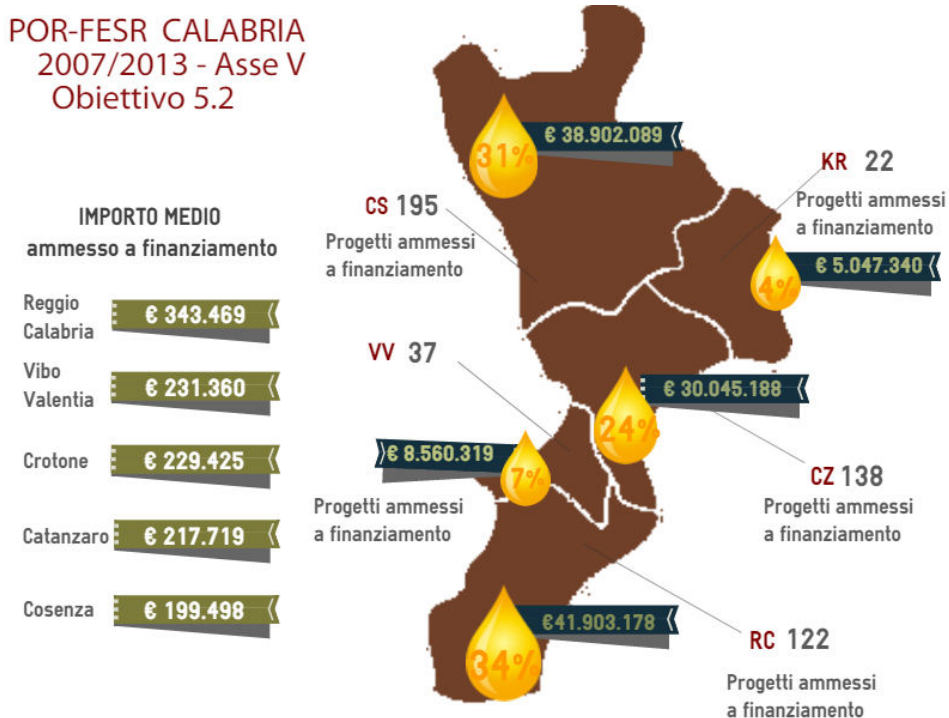 POR-FESR CALABRIA
2007/2013 - Asse V
Obiettivo 5.2
IMPORTO MEDIO
ammesso a finanziamento
Reggio
Calabria
€ 343.469
Vibo
Valentia
€ 231.360
Crotone
€ 229.425
Catanzaro
€ 217.719
Cosenza
€ 199.498
31%
€ 38.902.089
CS 195
Progetti ammessi
a finanziamento
KR 22
Progetti ammessi
a finanziamento
4%
€ 5.047.340
VV 37
€ 8.560.319
7%
Progetti ammessi
a finanziamento
24%
€ 30.045.188
CZ 138
Progetti ammessi
a finanziamento
34%
€41.903.178
RC 122
Progetti ammessi
a finanziamento